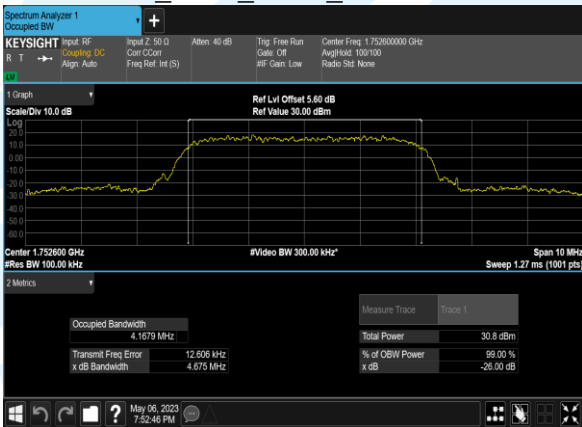 Spectrum Analyzer 1
Occupied BW
KEYSIGHT Input: RF Input Z: 50 Ω Atten: 40 dB Trig: Free Run Center Freq: 1.752600000 GHz
R T Coupling: DC Corr CCorr Gate: Off Avg|Hold: 100/100
Align: Auto Freq Ref: Int (S) #IF Gain: Low Radio Std: None
1 Graph
Ref Lvl Offset 5.60 dB
Scale/Div 10.0 dB Ref Value 30.00 dBm
Log
20.0
10.0
0.00
-10.0
-20.0
-30.0
-40.0
-50.0
-60.0
Center 1.752600 GHz #Video BW 300.00 kHz* Span 10 MHz
#Res BW 100.00 kHz Sweep 1.27 ms (1001 pts)
2 Metrics
Measure Trace Trace 1
Occupied Bandwidth
4.1679 MHz Total Power 30.8 dBm
Transmit Freq Error 12.606 kHz % of OBW Power 99.00 %
x dB Bandwidth 4.675 MHz x dB -26.00 dB
? May 06, 2023
7:52:46 PM